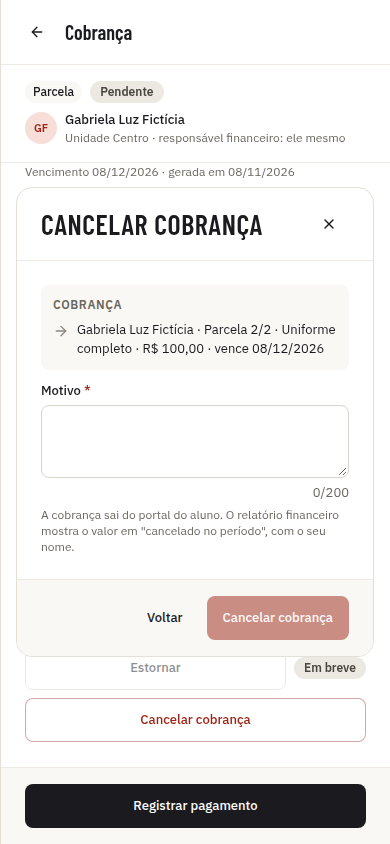 Cobrança
Parcela
Pendente
GF
Gabriela Luz Fictícia
Unidade Centro · responsável financeiro: ele mesmo
Vencimento 08/12/2026 · gerada em 08/11/2026
CANCELAR COBRANÇA
COBRANÇA
Gabriela Luz Fictícia · Parcela 2/2 · Uniforme
completo · R$ 100,00 · vence 08/12/2026
Motivo *
0/200
A cobrança sai do portal do aluno. O relatório financeiro
mostra o valor em "cancelado no período", com o seu
nome.
Voltar
Cancelar cobrança
Estornar
Em breve
Cancelar cobrança
Registrar pagamento